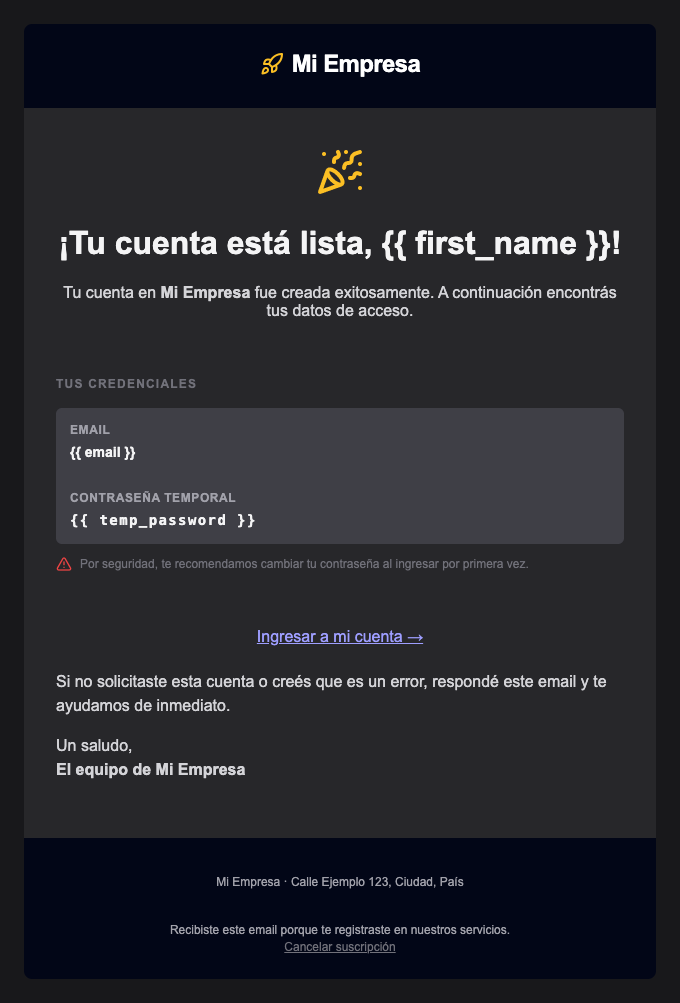 Mi Empresa
¡Tu cuenta está lista, {{ first_name }}!
Tu cuenta en Mi Empresa fue creada exitosamente. A continuación encontrás
tus datos de acceso.
TUS CREDENCIALES
EMAIL
{{ email }}
CONTRASEÑA TEMPORAL
{{ temp_password }}
Por seguridad, te recomendamos cambiar tu contraseña al ingresar por primera vez.
Ingresar a mi cuenta →
Si no solicitaste esta cuenta o creés que es un error, respondé este email y te
ayudamos de inmediato.
Un saludo,
El equipo de Mi Empresa
Mi Empresa · Calle Ejemplo 123, Ciudad, País
Recibiste este email porque te registraste en nuestros servicios.
Cancelar suscripción